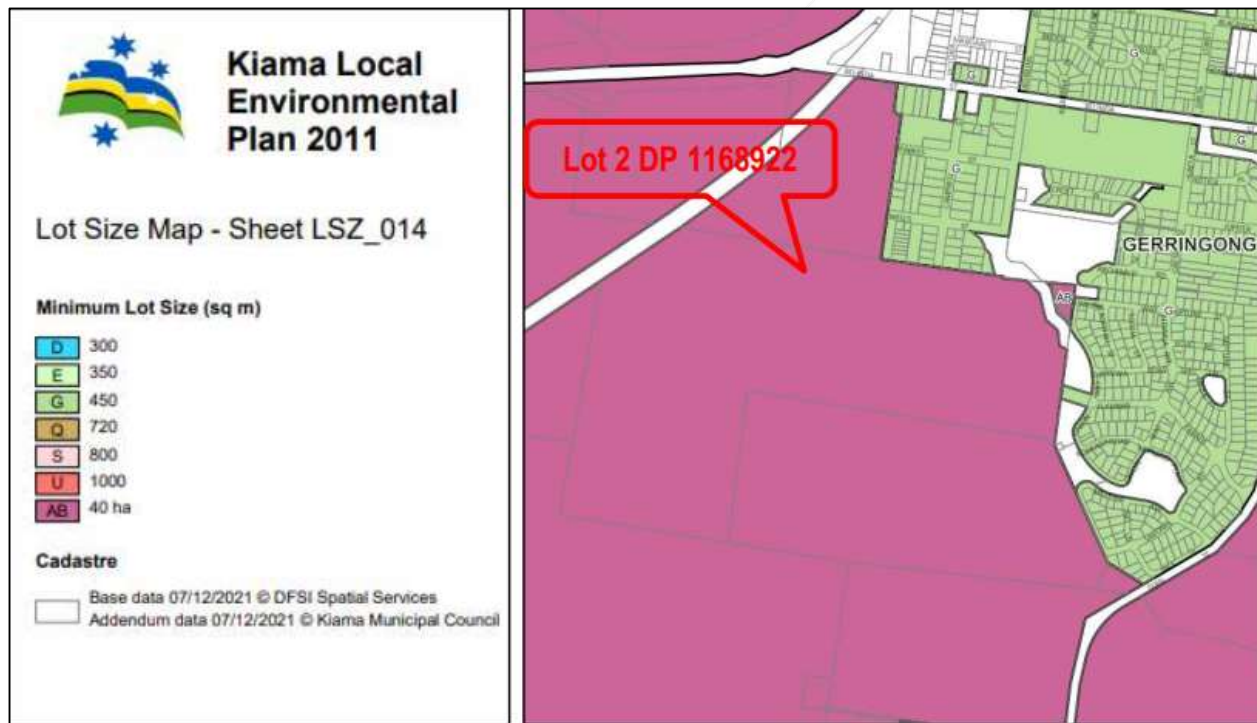 Kiama Local
Environmental
Plan 2011
Lot Size Map - Sheet LSZ_014
Minimum Lot Size (sq m)
D 300
E 350
G 450
Q 720
S 800
U 1000
AB 40 ha
Cadastre
Base data 07/12/2021 © DFSI Spatial Services
Addendum data 07/12/2021 © Kiama Municipal Council
G
G
Lot 2 DP 1168922
G
G
G
GERRINGONG
AB
G